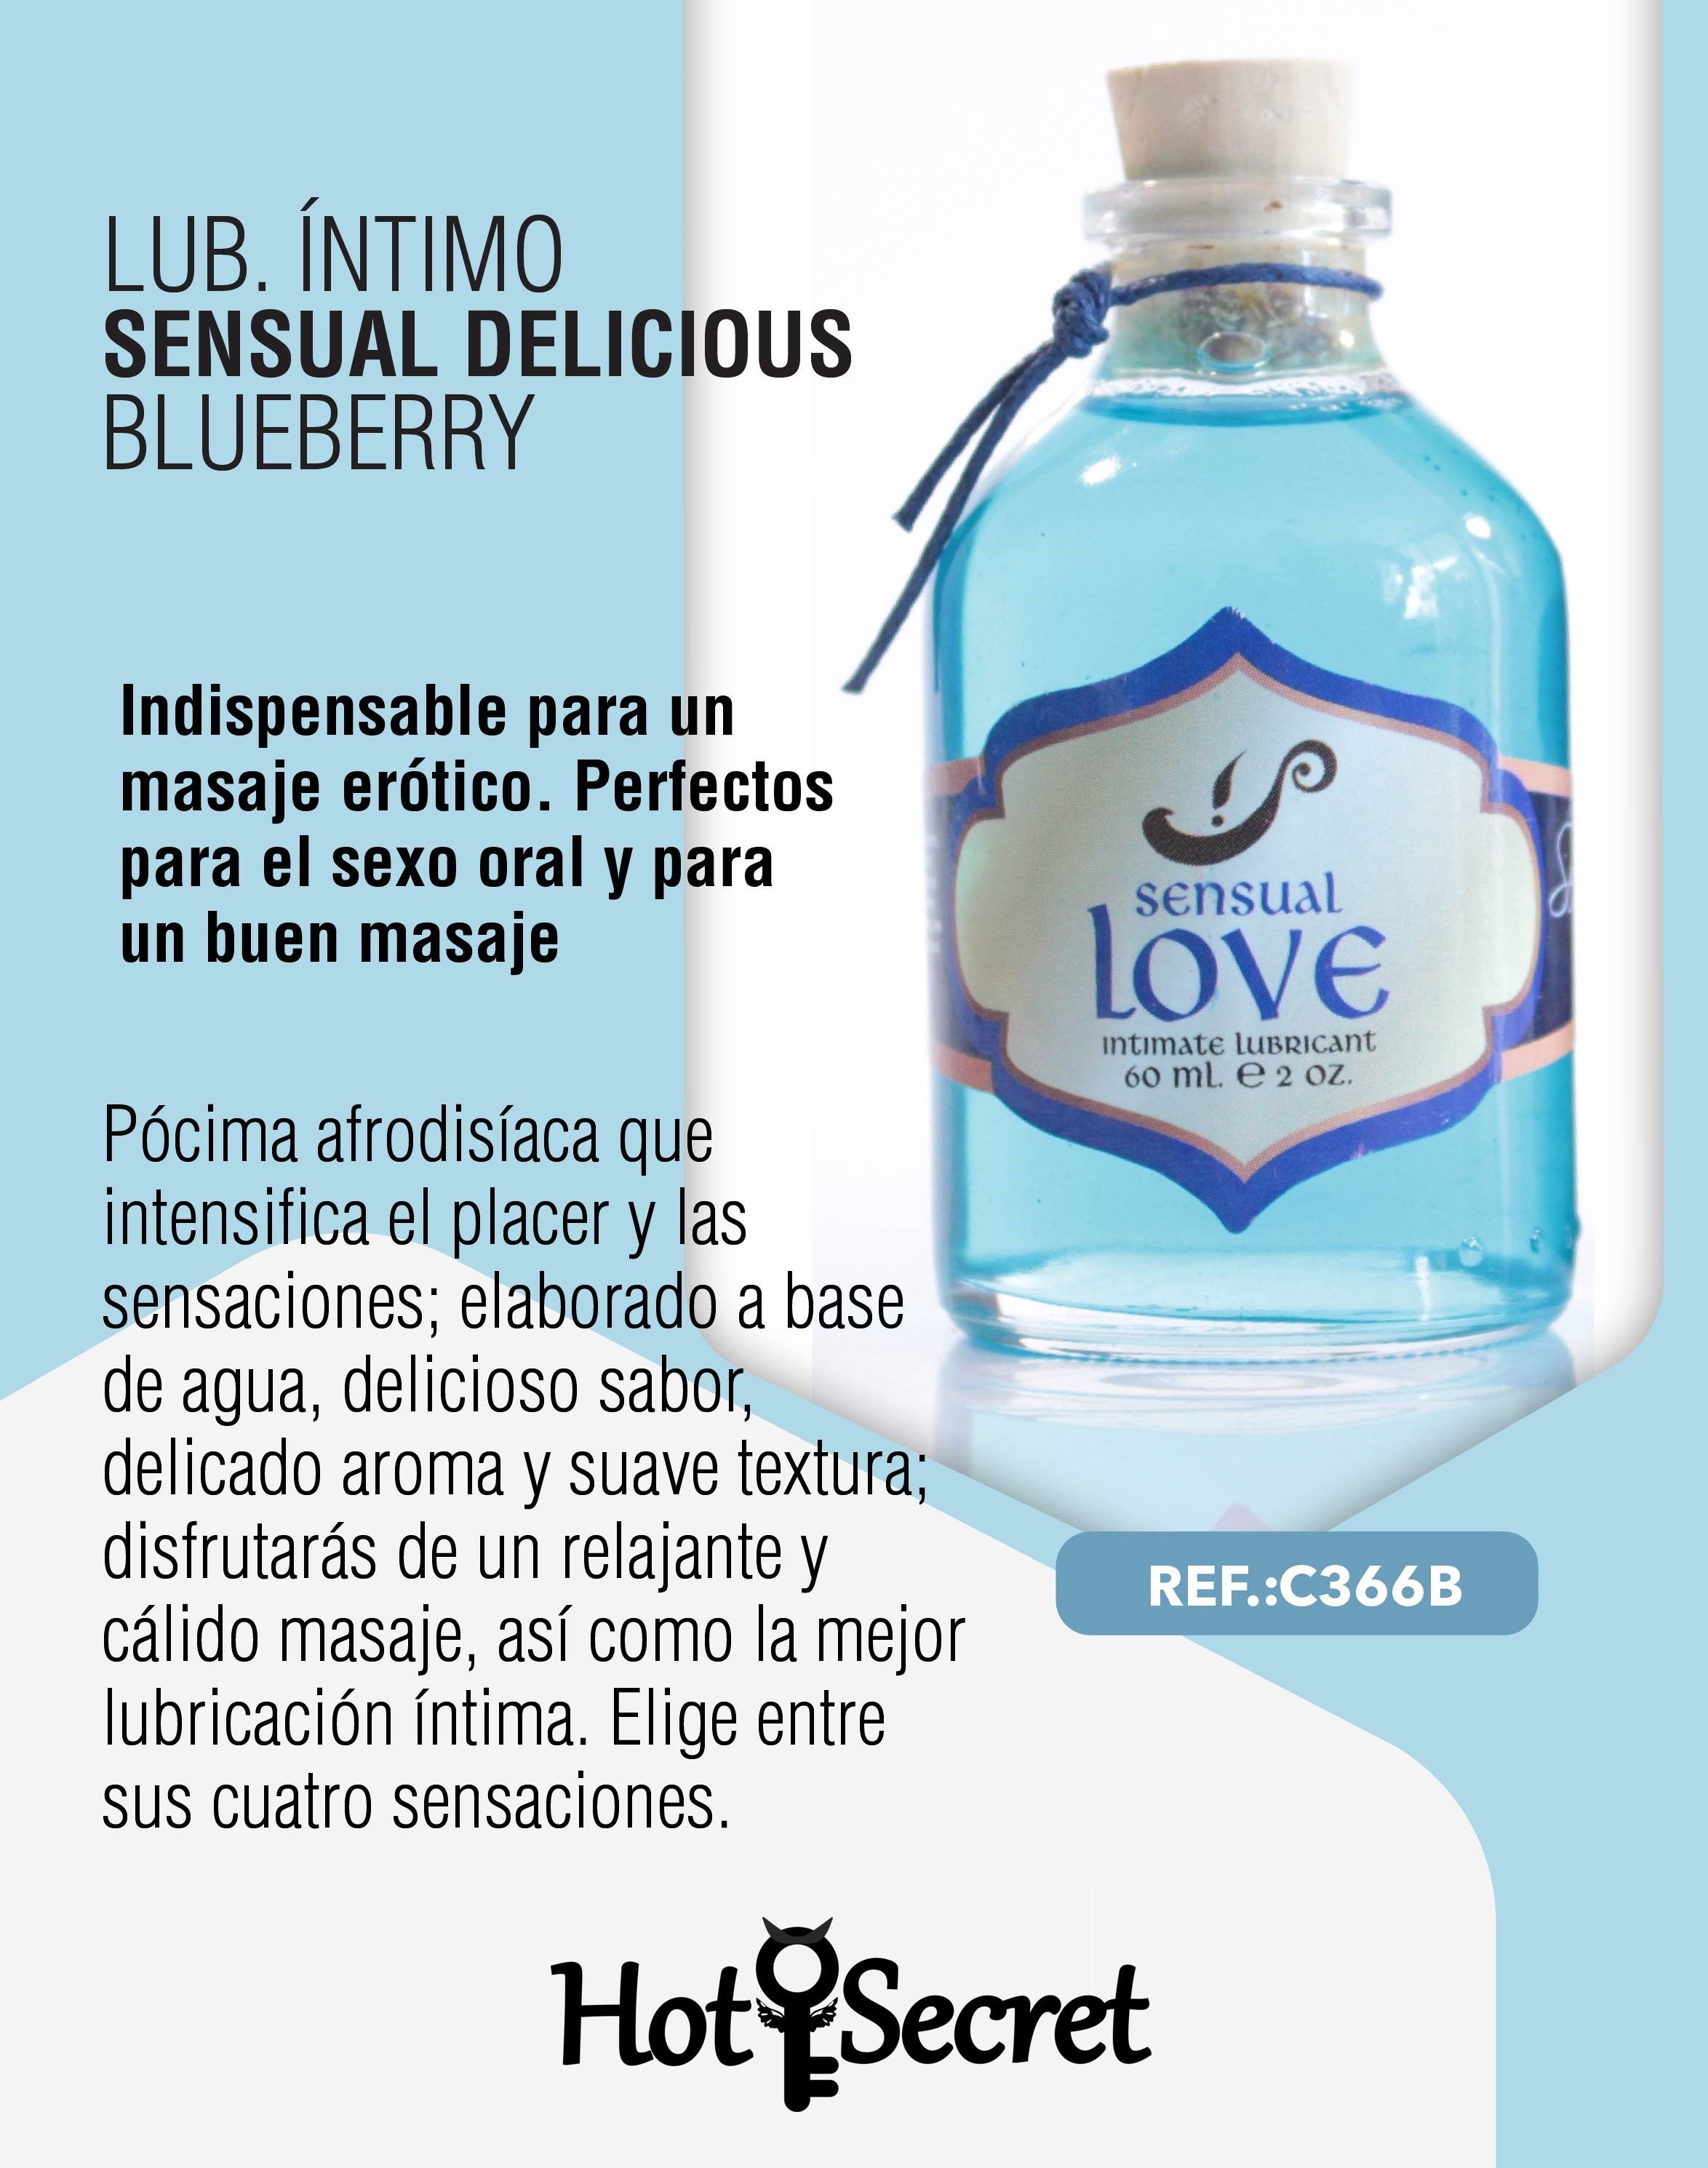 LUB. ÍNTIMO
SENSUAL DELICIOUS
BLUEBERRY
Indispensable para un
masaje erótico. Perfectos
para el sexo oral y para
un buen masaje
Pócima afrodisíaca que
intensifica el placer y las
sensaciones; elaborado a base
de agua, delicioso sabor,
delicado aroma y suave textura;
disfrutarás de un relajante y
cálido masaje, así como la mejor
lubricación íntima. Elige entre
sus cuatro sensaciones.
sensual
LOVE
intimate lubricant
60 ml. e 2 oz.
REF.:C366B
Hot Secret